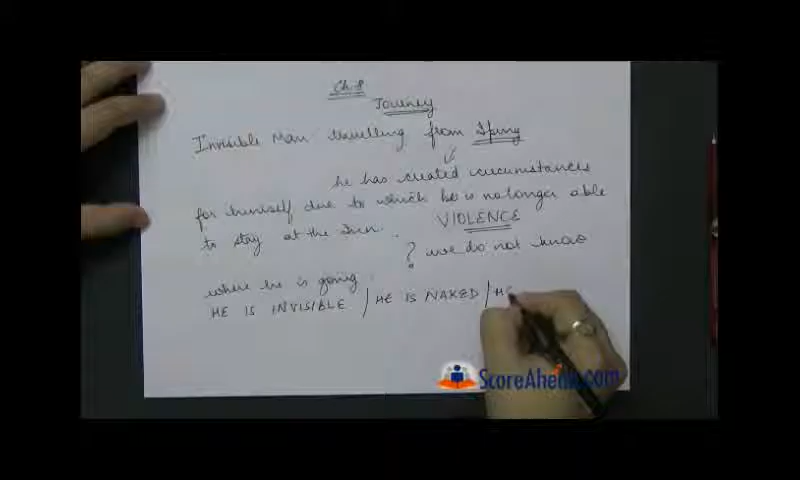 Ch-8
Journey
Invisible Man travelling from Iping
he has created circumstances
for himself due to which he is no longer able
to stay at the Inn.
VIOLENCE
? we do not know
where he is going.
HE IS INVISIBLE / HE IS NAKED / HE
ScoreAhead.com